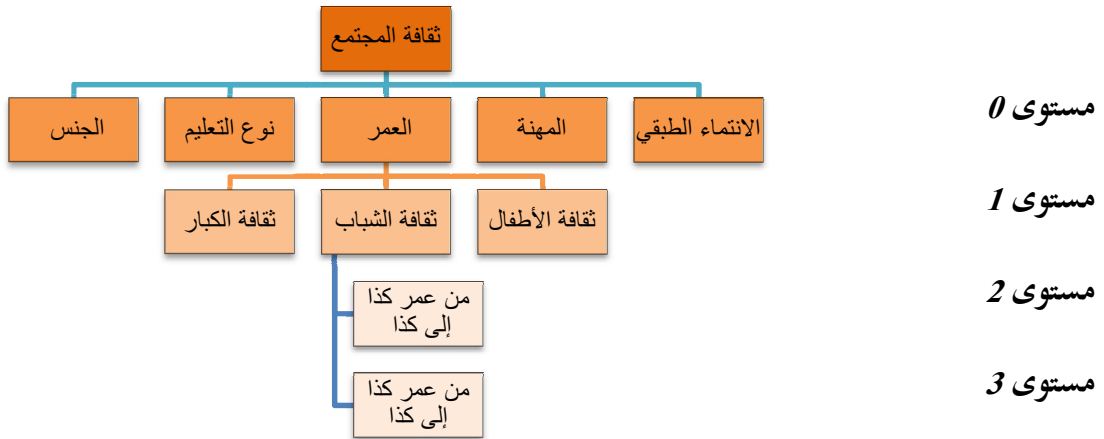 ثقافة المجتمع
مستوى 0
الانتماء الطبقي
المهنة
العمر
نوع التعليم
الجنس
مستوى 1
ثقافة الأطفال
ثقافة الشباب
ثقافة الكبار
مستوى 2
من عمر كذا
إلى كذا
مستوى 3
من عمر كذا
إلى كذا